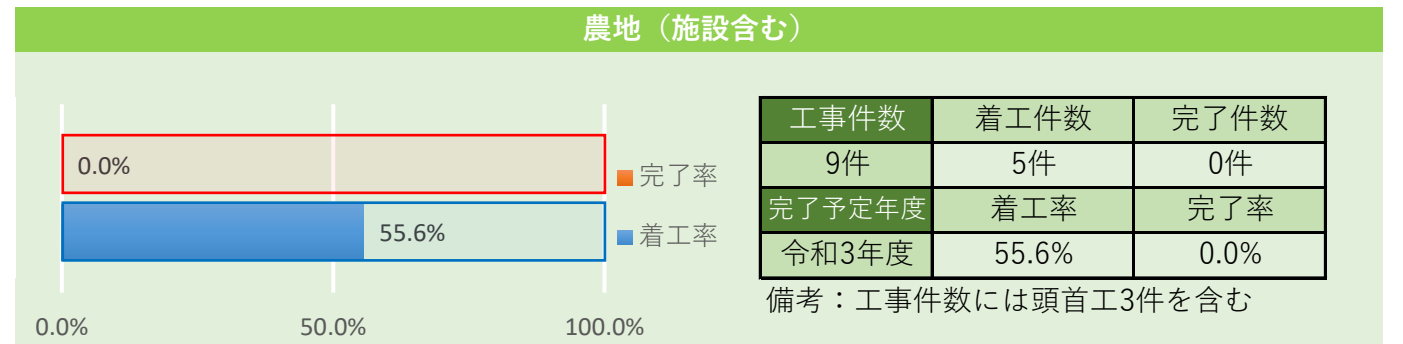 農地（施設含む）
0.0%
完了率
55.6%
着工率
0.0% 50.0% 100.0%
工事件数 着工件数 完了件数
9件 5件 0件
完了予定年度 着工率 完了率
令和3年度 55.6% 0.0%
備考：工事件数には頭首工3件を含む